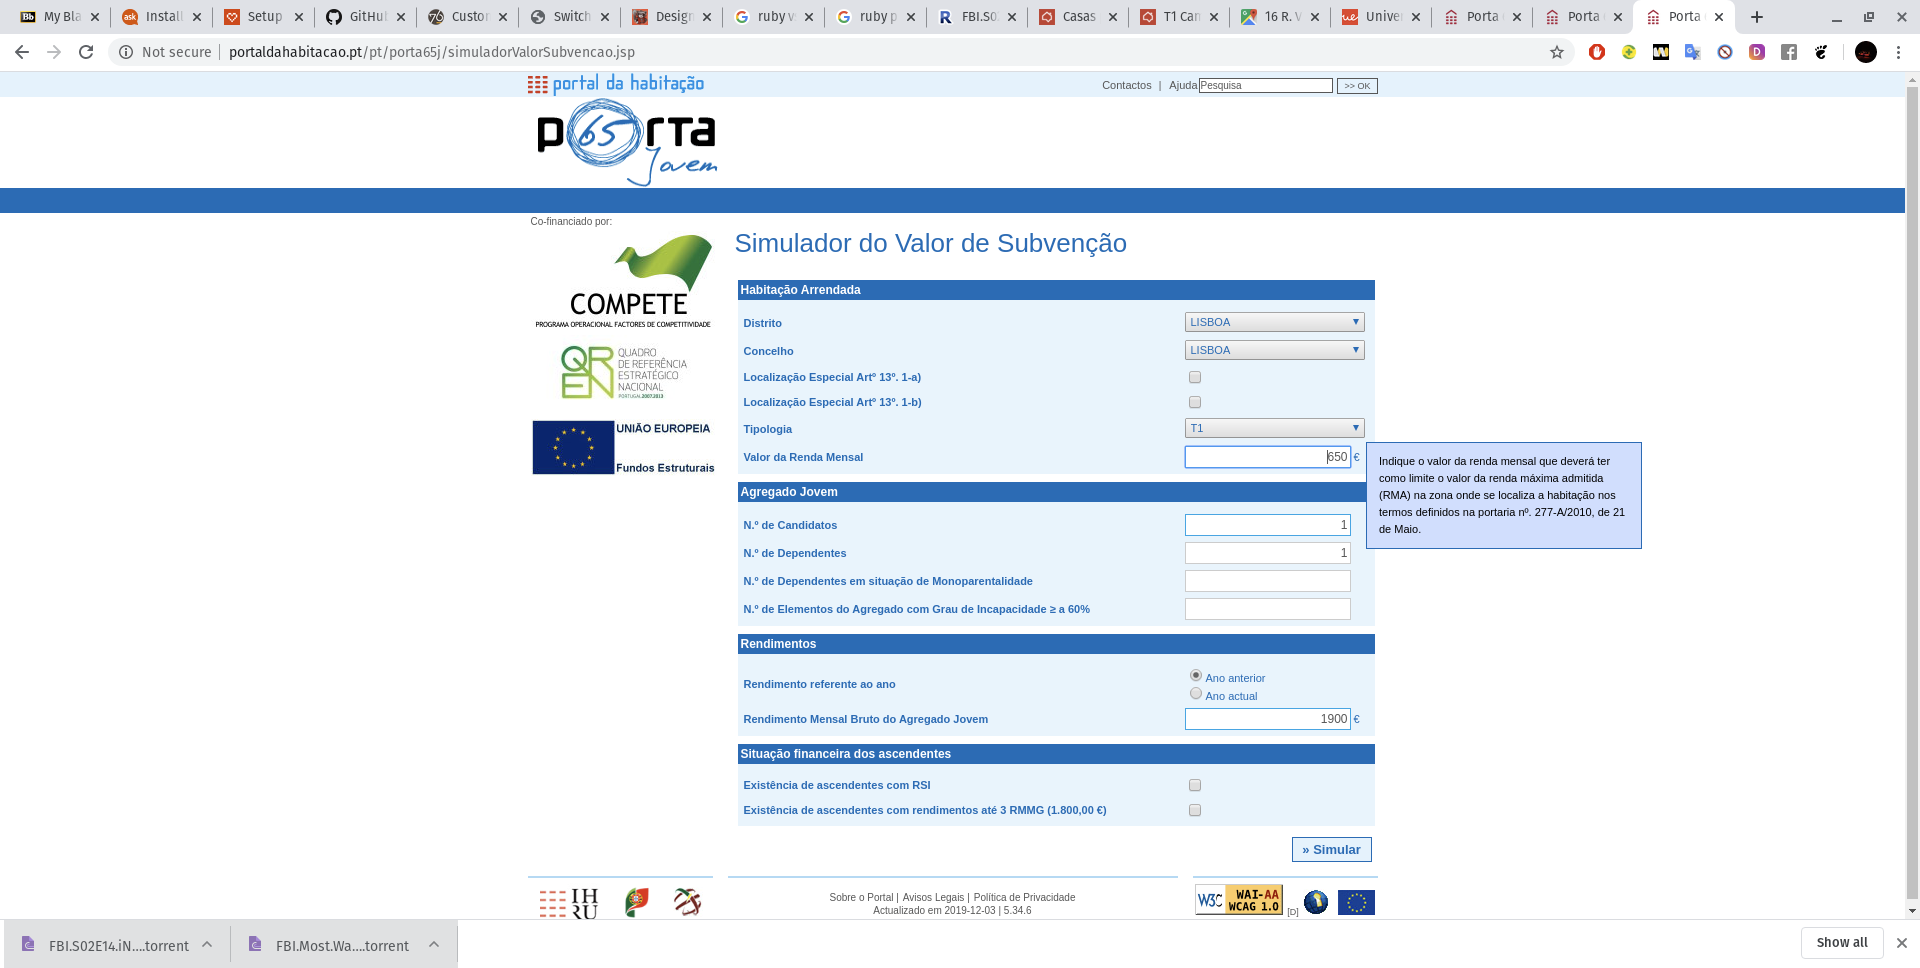 My Bla
Install
Setup
GitHu
Custor
Switch
Design
ruby v
ruby p
FBI.S0
Casas
T1 Car
16 R. V
Univer
Porta
Porta
Porta
Not secure
portaldahabitacao.pt/pt/porta65j/simuladorValorSubvencao.jsp
portal da habitação
Contactos | Ajuda
Pesquisa
>> OK
p65rta
Jovem
Co-financiado por:
COMPETE
PROGRAMA OPERACIONAL FACTORES DE COMPETITIVIDADE
QREN
QUADRO
DE REFERÊNCIA
ESTRATÉGICO
NACIONAL
PORTUGAL2007.2013
UNIÃO EUROPEIA
Fundos Estruturais
Simulador do Valor de Subvenção
Habitação Arrendada
Distrito LISBOA
Concelho LISBOA
Localização Especial Artº 13º. 1-a)
Localização Especial Artº 13º. 1-b)
Tipologia T1
Valor da Renda Mensal 650 €
Indique o valor da renda mensal que deverá ter
como limite o valor da renda máxima admitida
(RMA) na zona onde se localiza a habitação nos
termos definidos na portaria nº. 277-A/2010, de 21
de Maio.
Agregado Jovem
N.º de Candidatos 1
N.º de Dependentes 1
N.º de Dependentes em situação de Monoparentalidade
N.º de Elementos do Agregado com Grau de Incapacidade ≥ a 60%
Rendimentos
Rendimento referente ao ano
Ano anterior
Ano actual
Rendimento Mensal Bruto do Agregado Jovem 1900 €
Situação financeira dos ascendentes
Existência de ascendentes com RSI
Existência de ascendentes com rendimentos até 3 RMMG (1.800,00 €)
» Simular
IH
RU
Sobre o Portal | Avisos Legais | Política de Privacidade
Actualizado em 2019-12-03 | 5.34.6
W3C WAI-AA
WCAG 1.0
[D]
FBI.S02E14.iN....torrent
FBI.Most.Wa....torrent
Show all